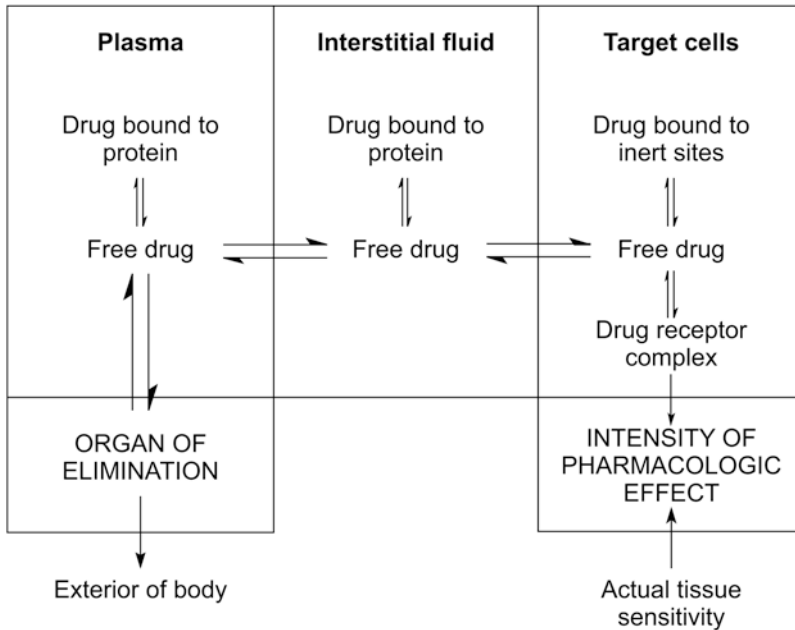 Plasma
Interstitial fluid
Target cells
Drug bound to
protein
Drug bound to
protein
Drug bound to
inert sites
Free drug
Free drug
Free drug
Drug receptor
complex
ORGAN OF
ELIMINATION
INTENSITY OF
PHARMACOLOGIC
EFFECT
Exterior of body
Actual tissue
sensitivity